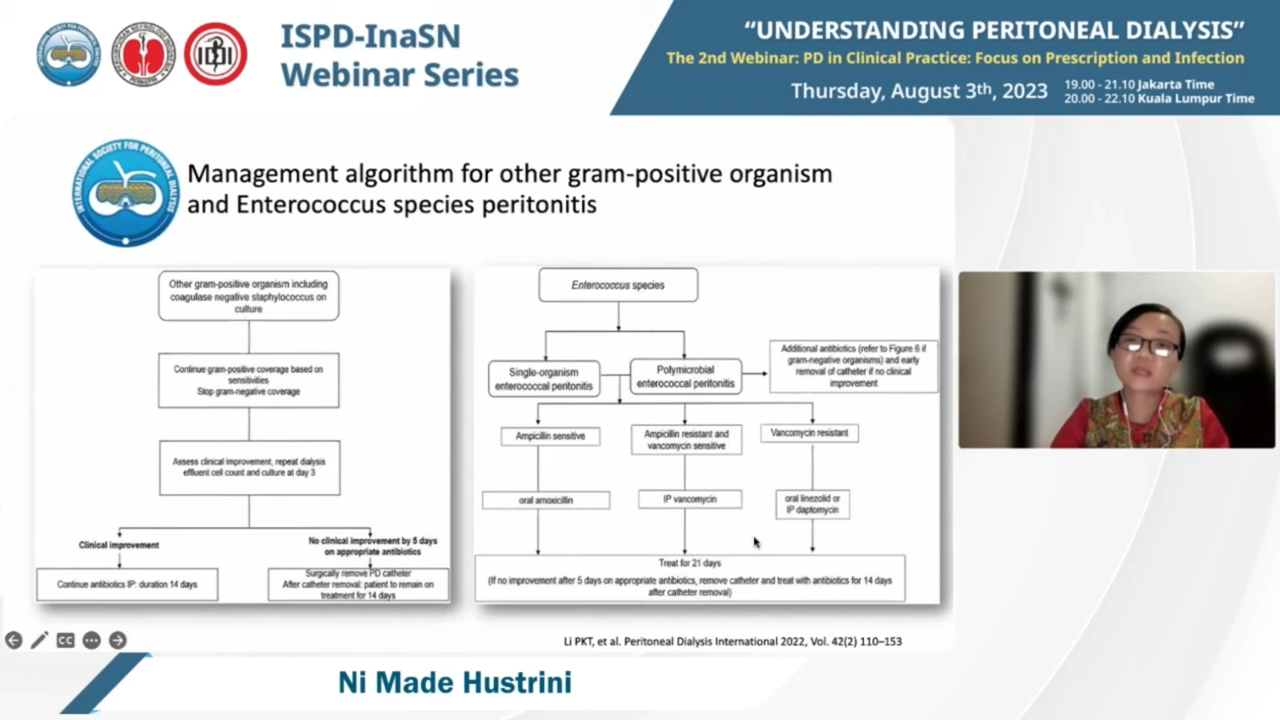 ISPD-InaSN
Webinar Series
“UNDERSTANDING PERITONEAL DIALYSIS”
The 2nd Webinar: PD in Clinical Practice: Focus on Prescription and Infection
Thursday, August 3th, 2023
19.00 - 21.10 Jakarta Time
20.00 - 22.10 Kuala Lumpur Time
INTERNATIONAL SOCIETY FOR PERITONEAL DIALYSIS
Management algorithm for other gram-positive organism
and Enterococcus species peritonitis
Other gram-positive organism including
coagulase negative staphylococcus on
culture
Continue gram-positive coverage based on
sensitivities
Stop gram-negative coverage
Assess clinical improvement, repeat dialysis
effluent cell count and culture at day 3
Clinical improvement
No clinical improvement by 5 days
on appropriate antibiotics
Continue antibiotics IP: duration 14 days
Surgically remove PD catheter
After catheter removal: patient to remain on
treatment for 14 days
Enterococcus species
Single-organism
enterococcal peritonitis
Polymicrobial
enterococcal peritonitis
Additional antibiotics (refer to Figure 6 if
gram-negative organisms) and early
removal of catheter if no clinical
improvement
Ampicillin sensitive
Ampicillin resistant and
vancomycin sensitive
Vancomycin resistant
oral amoxicillin
IP vancomycin
oral linezolid or
IP daptomycin
Treat for 21 days
(If no improvement after 5 days on appropriate antibiotics, remove catheter and treat with antibiotics for 14 days
after catheter removal)
CC
Li PKT, et al. Peritoneal Dialysis International 2022, Vol. 42(2) 110–153
Ni Made Hustrini